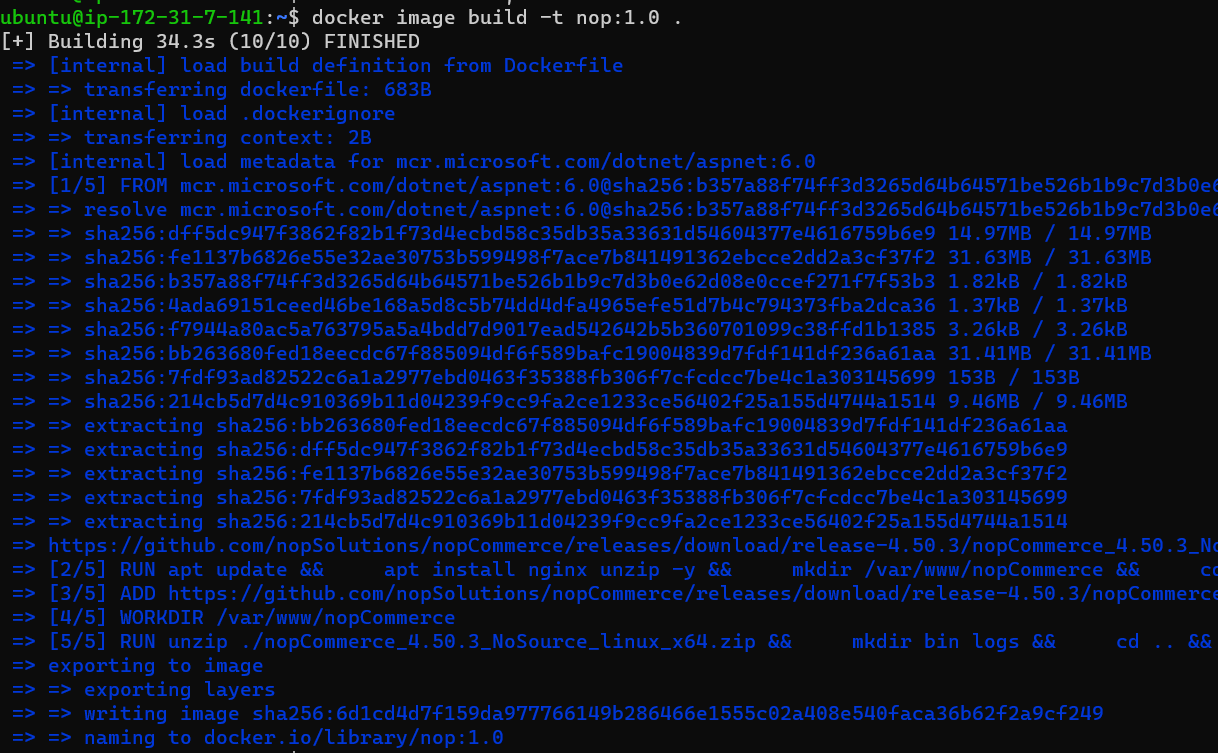 ubuntu@ip-172-31-7-141:~$ docker image build -t nop:1.0 .
[+] Building 34.3s (10/10) FINISHED
=> [internal] load build definition from Dockerfile
=> => transferring dockerfile: 683B
=> [internal] load .dockerignore
=> => transferring context: 2B
=> [internal] load metadata for mcr.microsoft.com/dotnet/aspnet:6.0
=> [1/5] FROM mcr.microsoft.com/dotnet/aspnet:6.0@sha256:b357a88f74ff3d3265d64b64571be526b1b9c7d3b0e6
=> => resolve mcr.microsoft.com/dotnet/aspnet:6.0@sha256:b357a88f74ff3d3265d64b64571be526b1b9c7d3b0e6
=> => sha256:dff5dc947f3862f82b1f73d4ecbd58c35db35a33631d54604377e4616759b6e9 14.97MB / 14.97MB
=> => sha256:fe1137b6826e55e32ae30753b599498f7ace7b841491362ebcce2dd2a3cf37f2 31.63MB / 31.63MB
=> => sha256:b357a88f74ff3d3265d64b64571be526b1b9c7d3b0e62d08e0ccef271f7f53b3 1.82kB / 1.82kB
=> => sha256:4ada69151ceed46be168a5d8c5b74dd4dfa4965efe51d7b4c794373fba2dca36 1.37kB / 1.37kB
=> => sha256:f7944a80ac5a763795a5a4bdd7d9017ead542642b5b360701099c38ffd1b1385 3.26kB / 3.26kB
=> => sha256:bb263680fed18eecdc67f885094df6f589bafc19004839d7fdf141df236a61aa 31.41MB / 31.41MB
=> => sha256:7fdf93ad82522c6a1a2977ebd0463f35388fb306f7cfcdcc7be4c1a303145699 153B / 153B
=> => sha256:214cb5d7d4c910369b11d04239f9cc9fa2ce1233ce56402f25a155d4744a1514 9.46MB / 9.46MB
=> => extracting sha256:bb263680fed18eecdc67f885094df6f589bafc19004839d7fdf141df236a61aa
=> => extracting sha256:dff5dc947f3862f82b1f73d4ecbd58c35db35a33631d54604377e4616759b6e9
=> => extracting sha256:fe1137b6826e55e32ae30753b599498f7ace7b841491362ebcce2dd2a3cf37f2
=> => extracting sha256:7fdf93ad82522c6a1a2977ebd0463f35388fb306f7cfcdcc7be4c1a303145699
=> => extracting sha256:214cb5d7d4c910369b11d04239f9cc9fa2ce1233ce56402f25a155d4744a1514
=> https://github.com/nopSolutions/nopCommerce/releases/download/release-4.50.3/nopCommerce_4.50.3_No
=> [2/5] RUN apt update &&     apt install nginx unzip -y &&     mkdir /var/www/nopCommerce &&     cd
=> [3/5] ADD https://github.com/nopSolutions/nopCommerce/releases/download/release-4.50.3/nopCommerce
=> [4/5] WORKDIR /var/www/nopCommerce
=> [5/5] RUN unzip ./nopCommerce_4.50.3_NoSource_linux_x64.zip &&     mkdir bin logs &&     cd .. &&
=> exporting to image
=> => exporting layers
=> => writing image sha256:6d1cd4d7f159da977766149b286466e1555c02a408e540faca36b62f2a9cf249
=> => naming to docker.io/library/nop:1.0